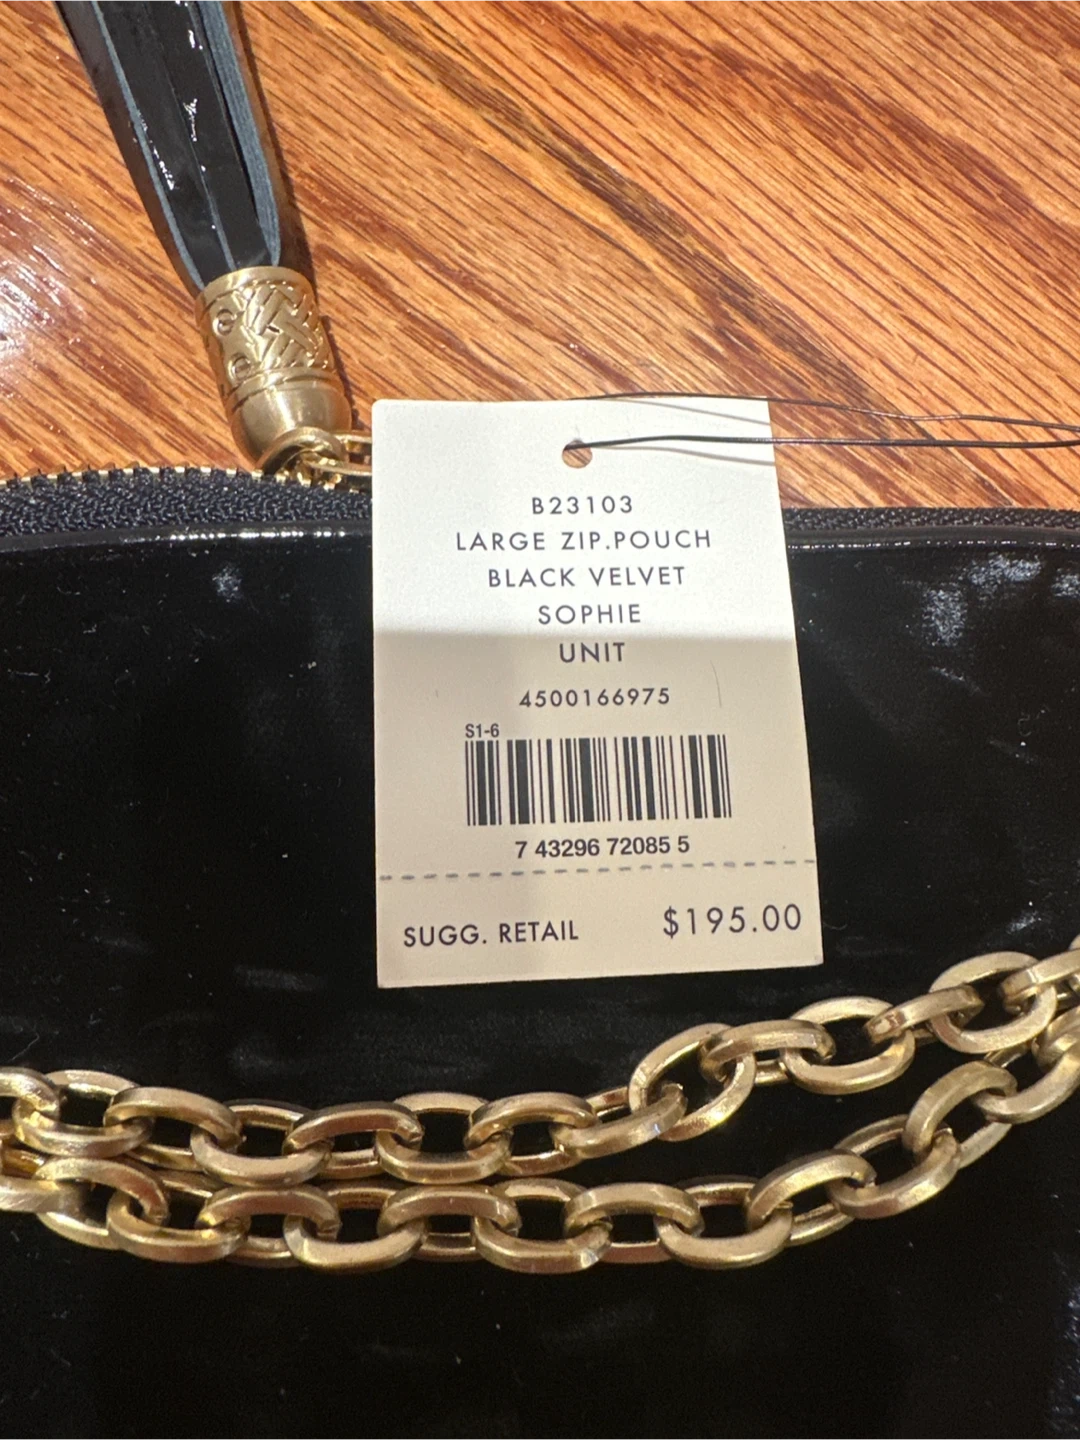 B23103
LARGE ZIP.POUCH
BLACK VELVET
SOPHIE
UNIT
4500166975
S1-6
7 43296 72085 5
SUGG. RETAIL $195.00